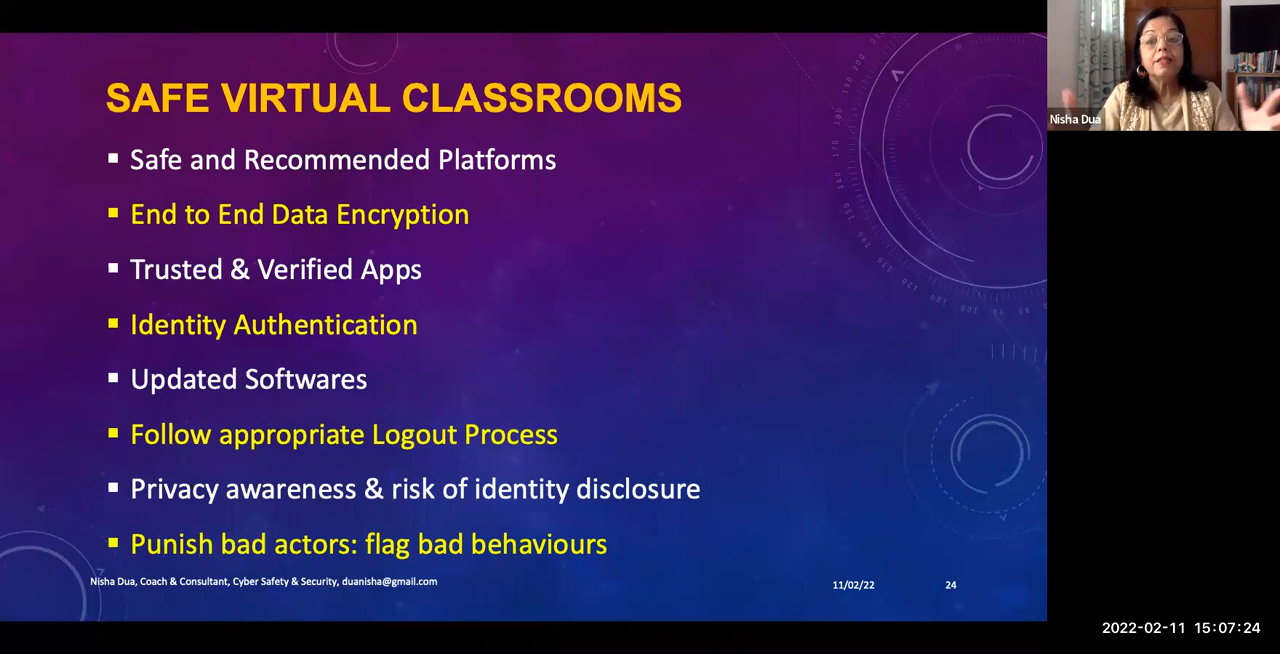 SAFE VIRTUAL CLASSROOMS
Safe and Recommended Platforms
End to End Data Encryption
Trusted & Verified Apps
Identity Authentication
Updated Softwares
Follow appropriate Logout Process
Privacy awareness & risk of identity disclosure
Punish bad actors: flag bad behaviours
Nisha Dua, Coach & Consultant, Cyber Safety & Security, duanisha@gmail.com
11/02/22
24
Nisha Dua
2022-02-11 15:07:24